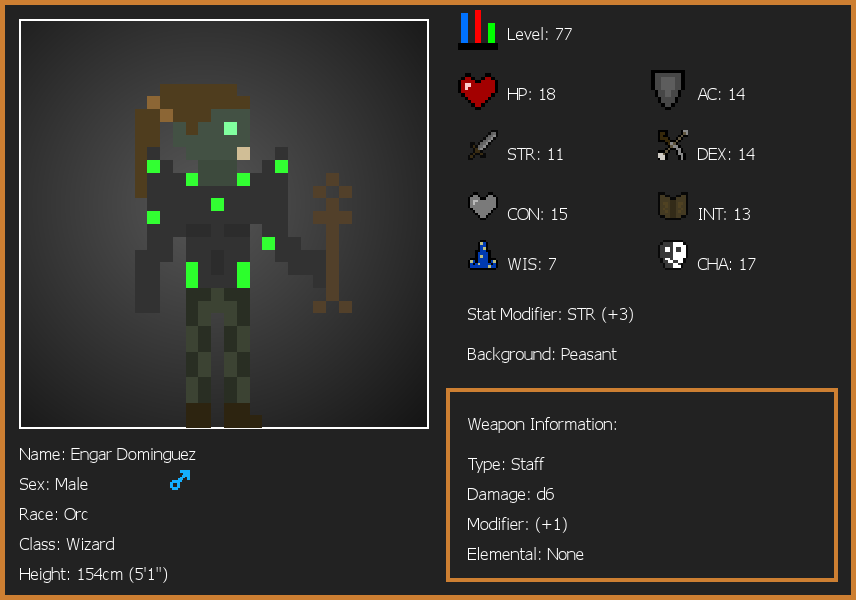 Level: 77
HP: 18
AC: 14
STR: 11
DEX: 14
CON: 15
INT: 13
WIS: 7
CHA: 17
Stat Modifier: STR (+3)
Background: Peasant
Weapon Information:
Type: Staff
Damage: d6
Modifier: (+1)
Elemental: None
Name: Engar Dominguez
Sex: Male
Race: Orc
Class: Wizard
Height: 154cm (5'1")